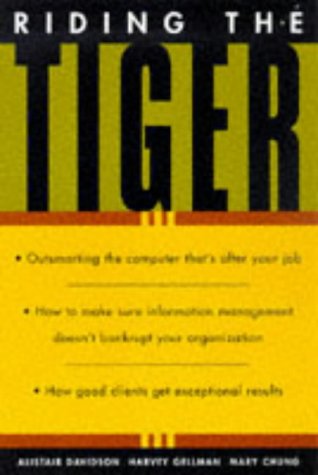 RIDING THE
TIGER
• Outsmarting the computer that's after your job
• How to make sure information management
doesn't bankrupt your organization
• How good clients get exceptional results
ALISTAIR DAVIDSON HARVEY GELLMAN MARY CHUNG